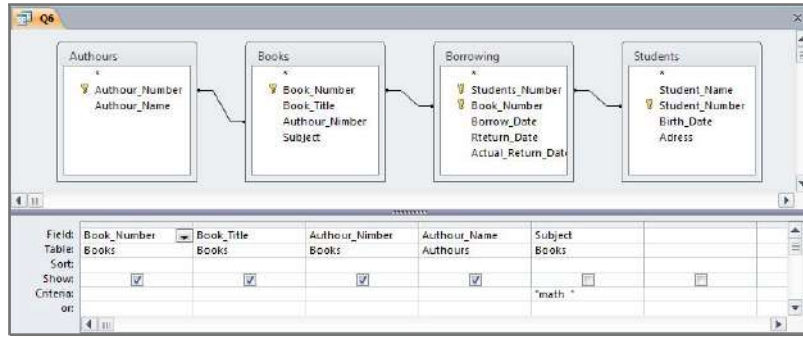 Q6
Authours
*
Authour_Number
Authour_Name
Books
*
Book_Number
Book_Title
Authour_Nimber
Subject
Borrowing
*
Students_Number
Book_Number
Borrow_Date
Rteturn_Date
Actual_Return_Date
Students
*
Student_Name
Student_Number
Birth_Date
Adress
Field: Book_Number Book_Title Authour_Nimber Authour_Name Subject
Table: Books Books Books Authours Books
Sort:
Show:
Criteria: "math "
or: